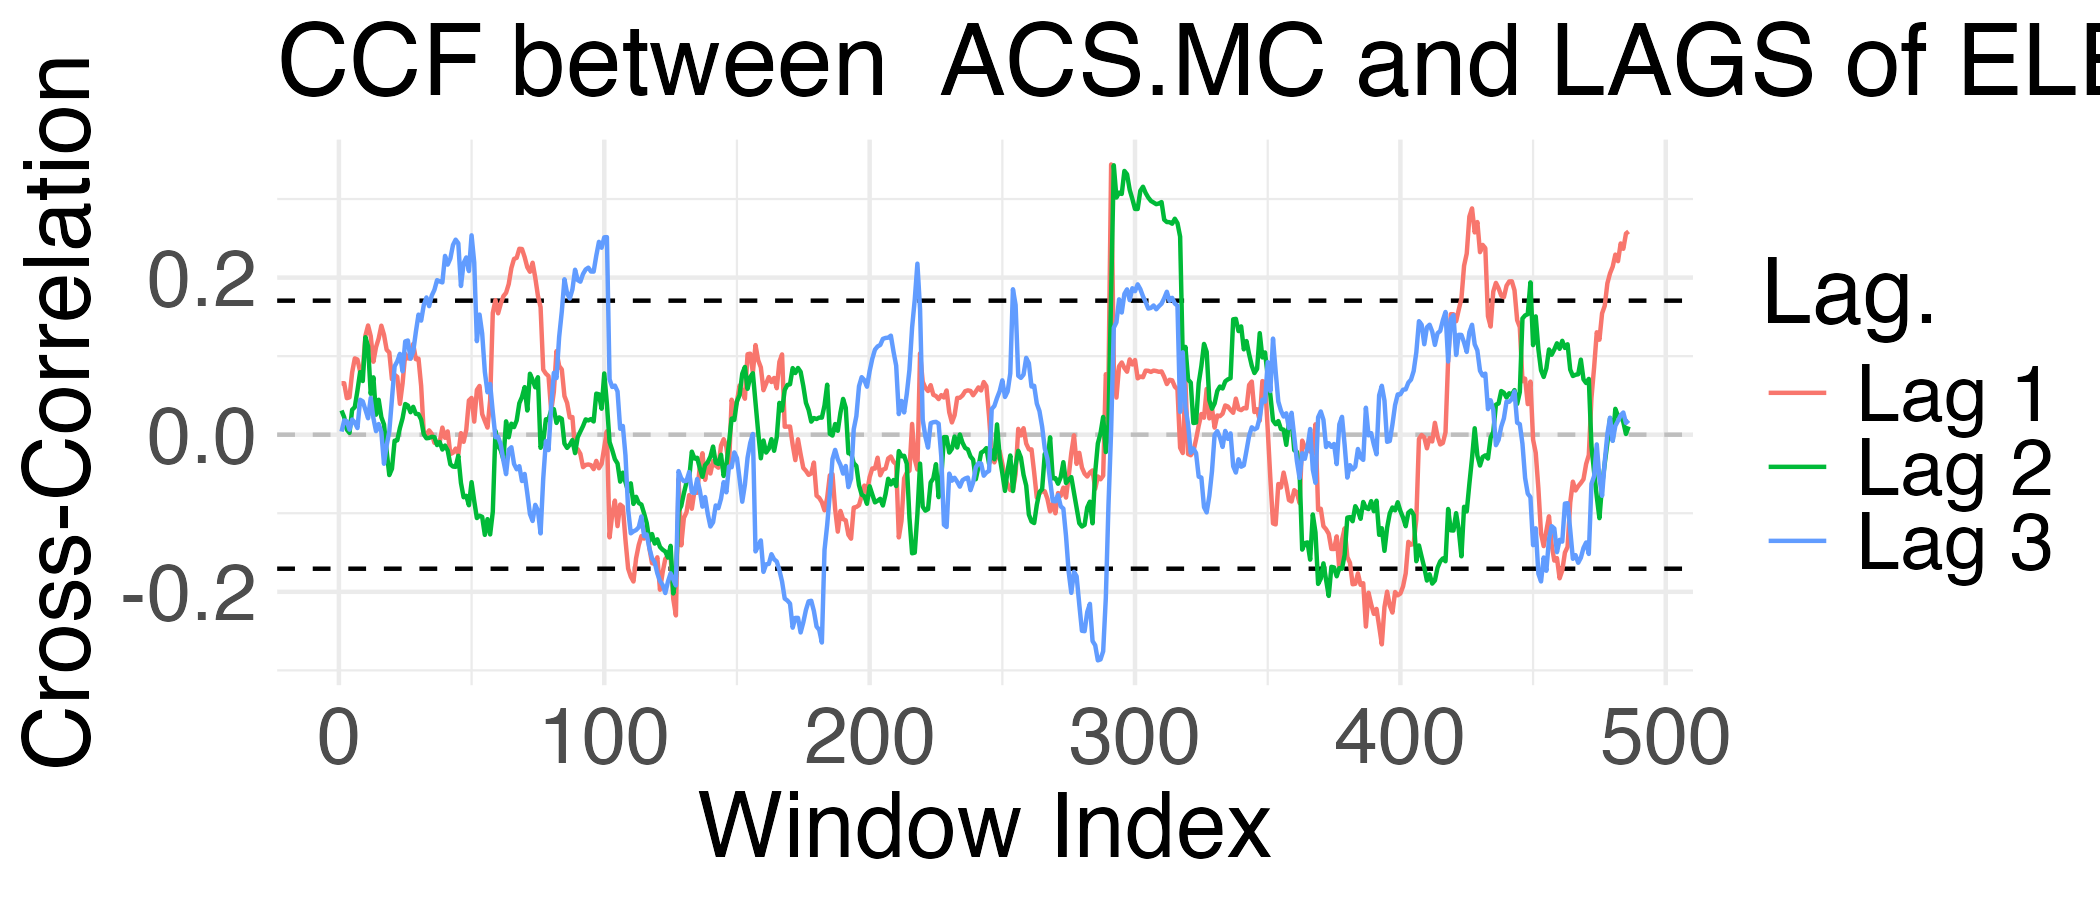 CCF between  ACS.MC and LAGS of ELE
Cross-Correlation
0.2
0.0
-0.2
0
100
200
300
400
500
Window Index
Lag.
Lag 1
Lag 2
Lag 3